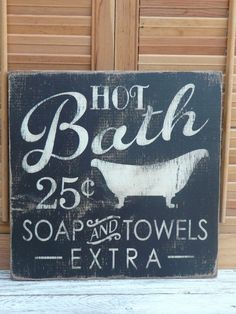 HOT
Bath
25¢
SOAP AND TOWELS
EXTRA